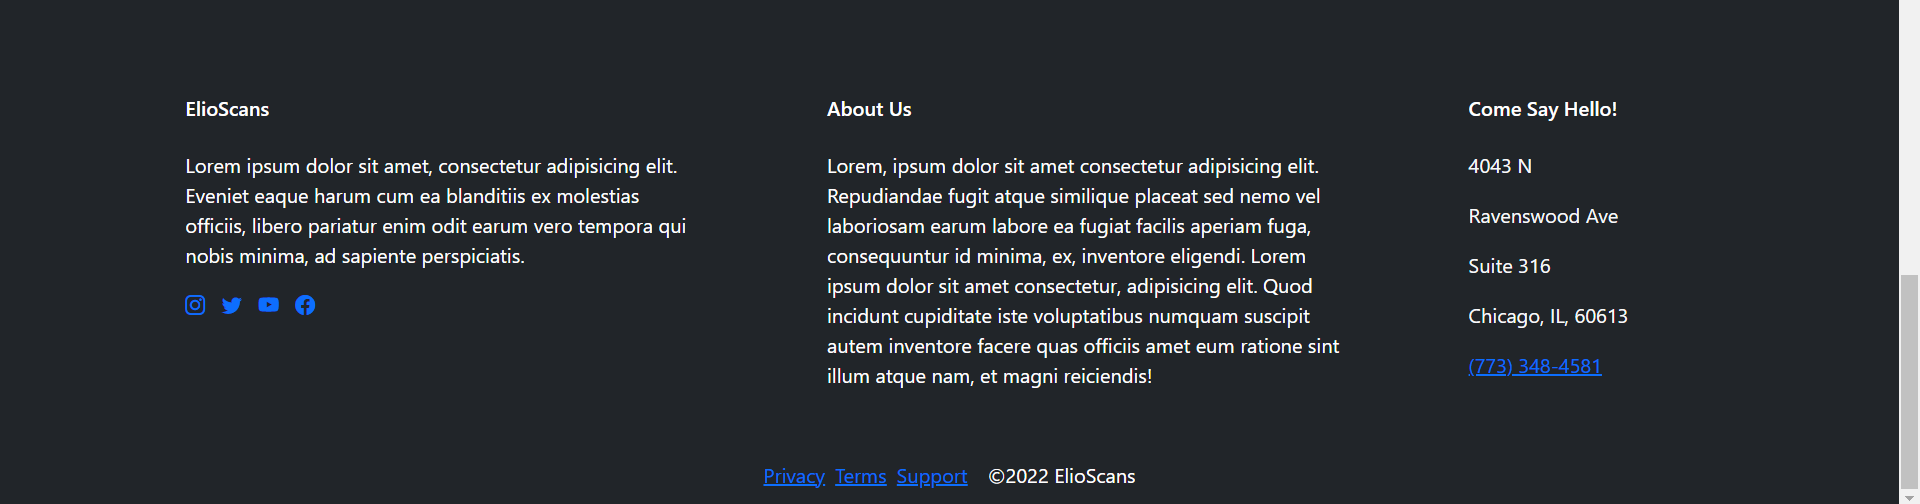 ElioScans
Lorem ipsum dolor sit amet, consectetur adipisicing elit.
Eveniet eaque harum cum ea blanditiis ex molestias
officiis, libero pariatur enim odit earum vero tempora qui
nobis minima, ad sapiente perspiciatis.
About Us
Lorem, ipsum dolor sit amet consectetur adipisicing elit.
Repudiandae fugit atque similique placeat sed nemo vel
laboriosam earum labore ea fugiat facilis aperiam fuga,
consequuntur id minima, ex, inventore eligendi. Lorem
ipsum dolor sit amet consectetur, adipisicing elit. Quod
incidunt cupiditate iste voluptatibus numquam suscipit
autem inventore facere quas officiis amet eum ratione sint
illum atque nam, et magni reiciendis!
Come Say Hello!
4043 N
Ravenswood Ave
Suite 316
Chicago, IL, 60613
(773) 348-4581
Privacy Terms Support ©2022 ElioScans